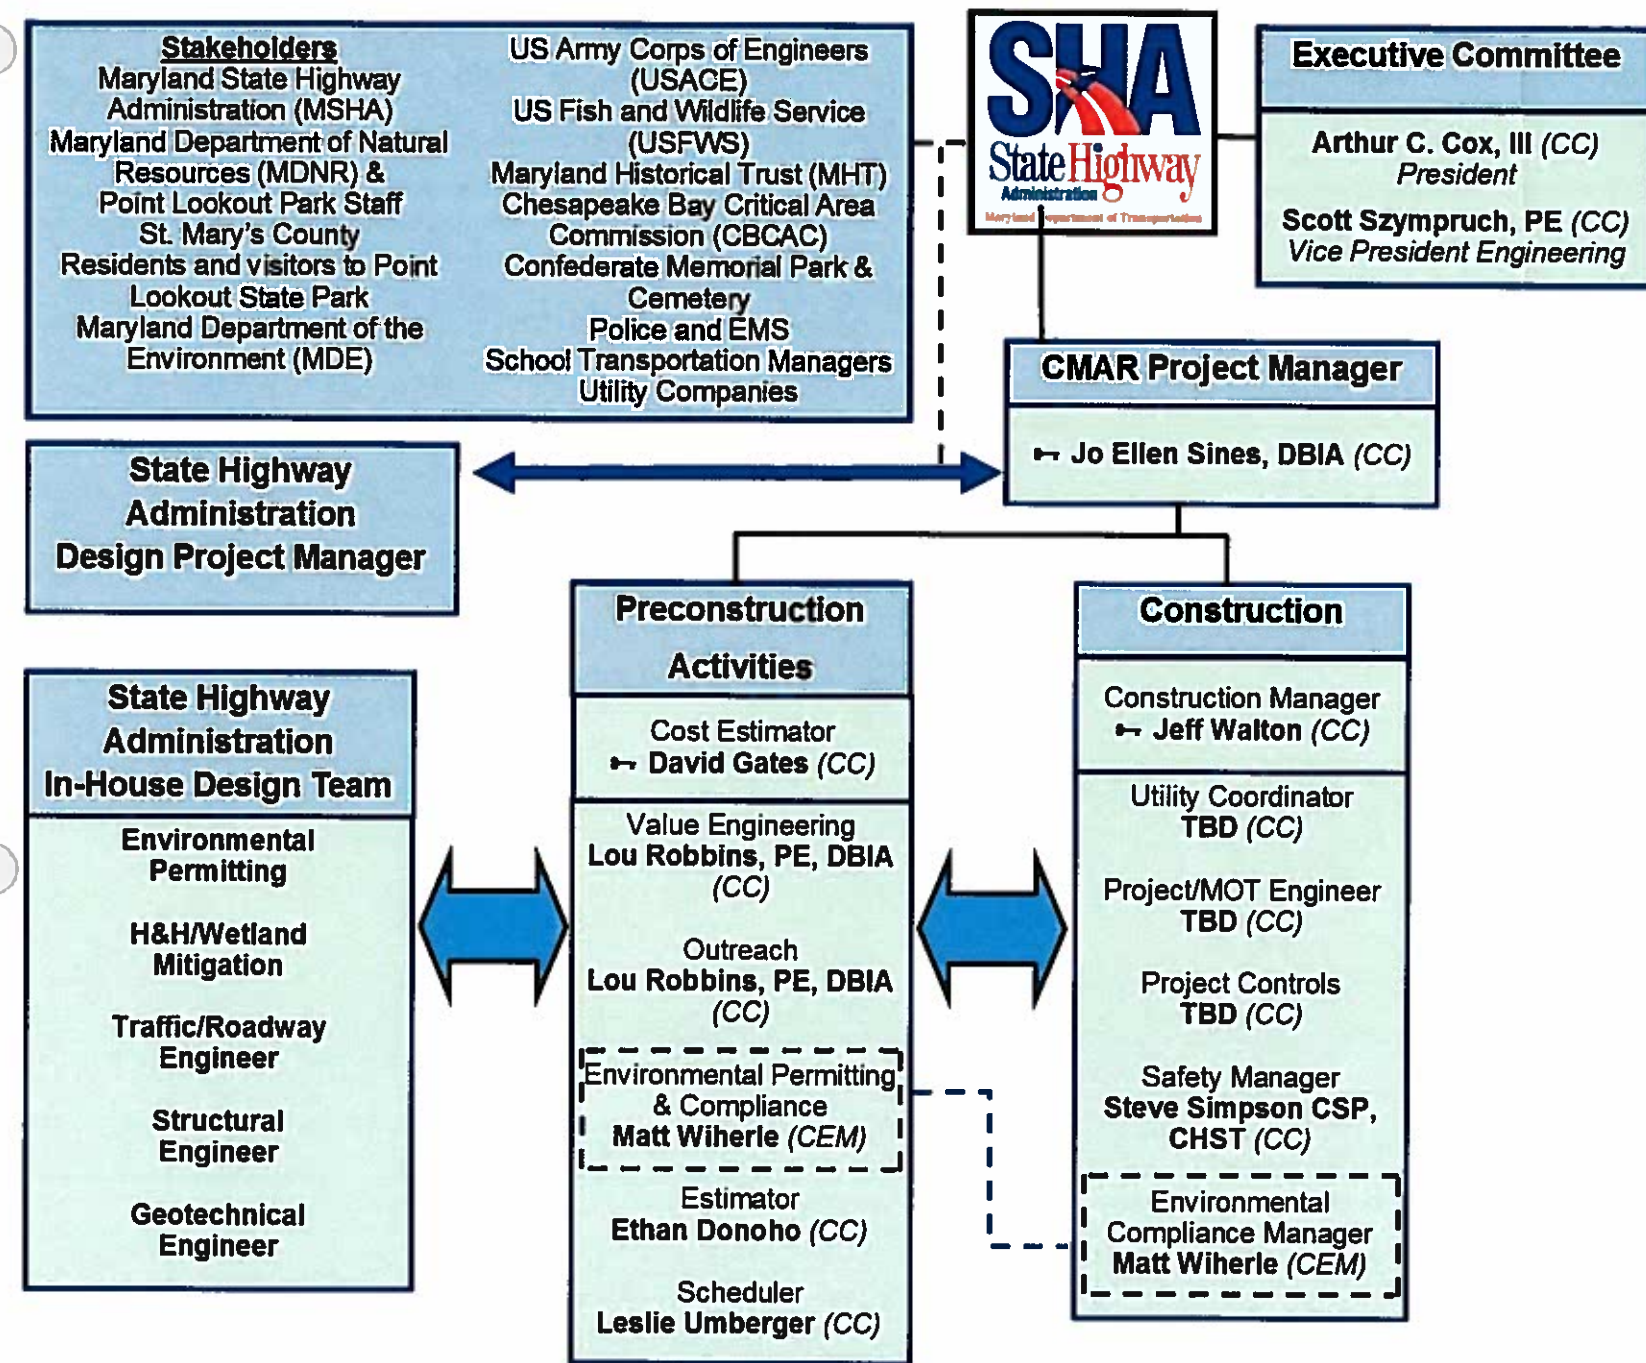 Stakeholders
Maryland State Highway
Administration (MSHA)
Maryland Department of Natural
Resources (MDNR) &
Point Lookout Park Staff
St. Mary's County
Residents and visitors to Point
Lookout State Park
Maryland Department of the
Environment (MDE)
US Army Corps of Engineers
(USACE)
US Fish and Wildlife Service
(USFWS)
Maryland Historical Trust (MHT)
Chesapeake Bay Critical Area
Commission (CBCAC)
Confederate Memorial Park &
Cemetery
Police and EMS
School Transportation Managers
Utility Companies
SHA
State Highway
Administration
Maryland Department of Transportation
Executive Committee
Arthur C. Cox, III (CC)
President
Scott Szympruch, PE (CC)
Vice President Engineering
CMAR Project Manager
Jo Ellen Sines, DBIA (CC)
State Highway
Administration
Design Project Manager
State Highway
Administration
In-House Design Team
Environmental
Permitting
H&H/Wetland
Mitigation
Traffic/Roadway
Engineer
Structural
Engineer
Geotechnical
Engineer
Preconstruction
Activities
Cost Estimator
David Gates (CC)
Value Engineering
Lou Robbins, PE, DBIA
(CC)
Outreach
Lou Robbins, PE, DBIA
(CC)
Environmental Permitting
& Compliance
Matt Wiherle (CEM)
Estimator
Ethan Donoho (CC)
Scheduler
Leslie Umberger (CC)
Construction
Construction Manager
Jeff Walton (CC)
Utility Coordinator
TBD (CC)
Project/MOT Engineer
TBD (CC)
Project Controls
TBD (CC)
Safety Manager
Steve Simpson CSP,
CHST (CC)
Environmental
Compliance Manager
Matt Wiherle (CEM)